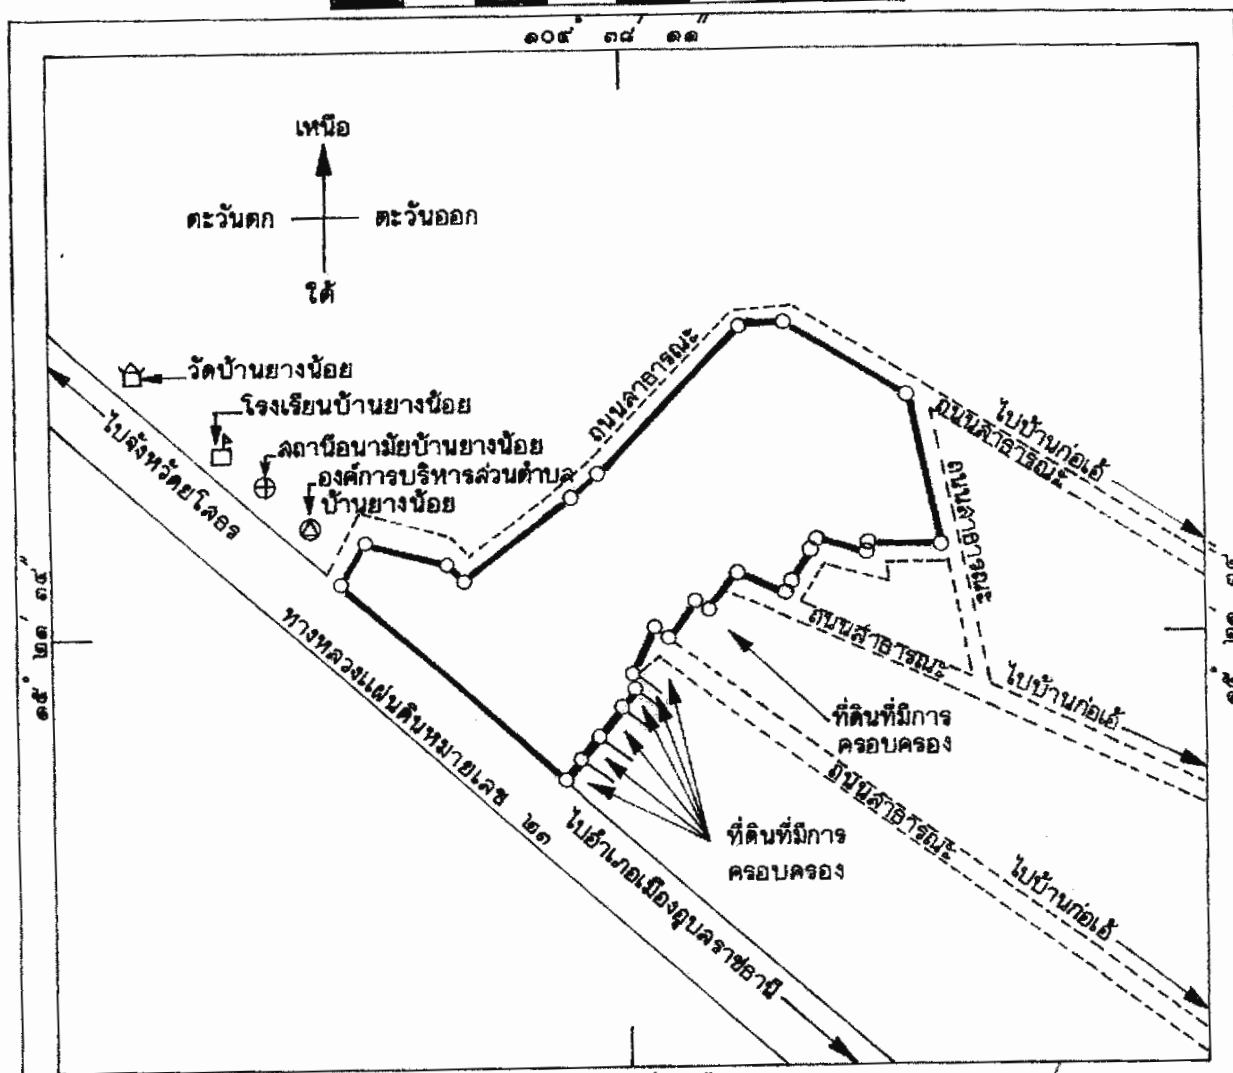 ๑๐๔° ๓๘′ ๑๑″
เหนือ
ตะวันตก
ตะวันออก
ใต้
วัดบ้านยางน้อย
โรงเรียนบ้านยางน้อย
สถานีอนามัยบ้านยางน้อย
องค์การบริหารส่วนตำบล
บ้านยางน้อย
ไปจังหวัดยโสธร
ถนนสาธารณะ
ถนนสาธารณะ
ไปบ้านก่อเอ้
ถนนสาธารณะ
ถนนสาธารณะ
ไปบ้านก่อเอ้
ที่ดินที่มีการ
ครอบครอง
ถนนสาธารณะ
ไปบ้านก่อเอ้
ที่ดินที่มีการ
ครอบครอง
ทางหลวงแผ่นดินหมายเลข ๒๓
ไปอำเภอเมืองอุบลราชธานี
๑๕° ๒๑′ ๓๔″
๑๕° ๒๑′ ๓๔″